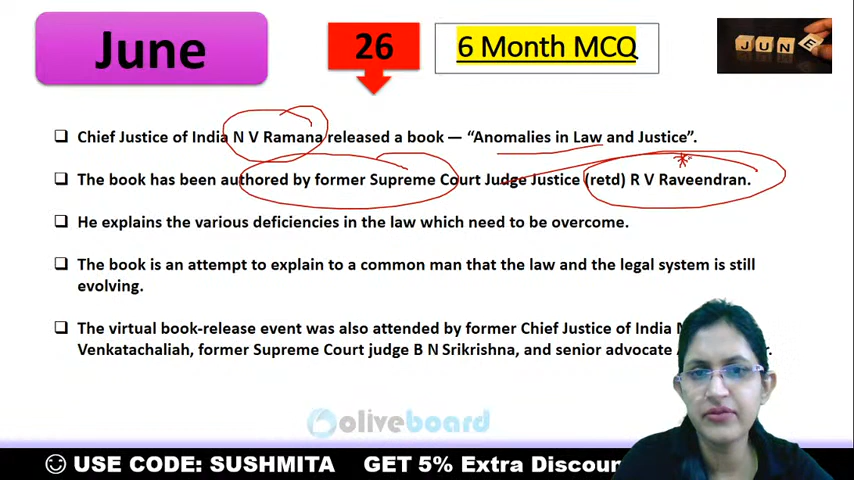 June
26
6 Month MCQ
JUNE
Chief Justice of India N V Ramana released a book — “Anomalies in Law and Justice”.
The book has been authored by former Supreme Court Judge Justice (retd) R V Raveendran.
He explains the various deficiencies in the law which need to be overcome.
The book is an attempt to explain to a common man that the law and the legal system is still
evolving.
The virtual book-release event was also attended by former Chief Justice of India
Venkatachaliah, former Supreme Court judge B N Srikrishna, and senior advocate
oliveboard
USE CODE: SUSHMITA GET 5% Extra